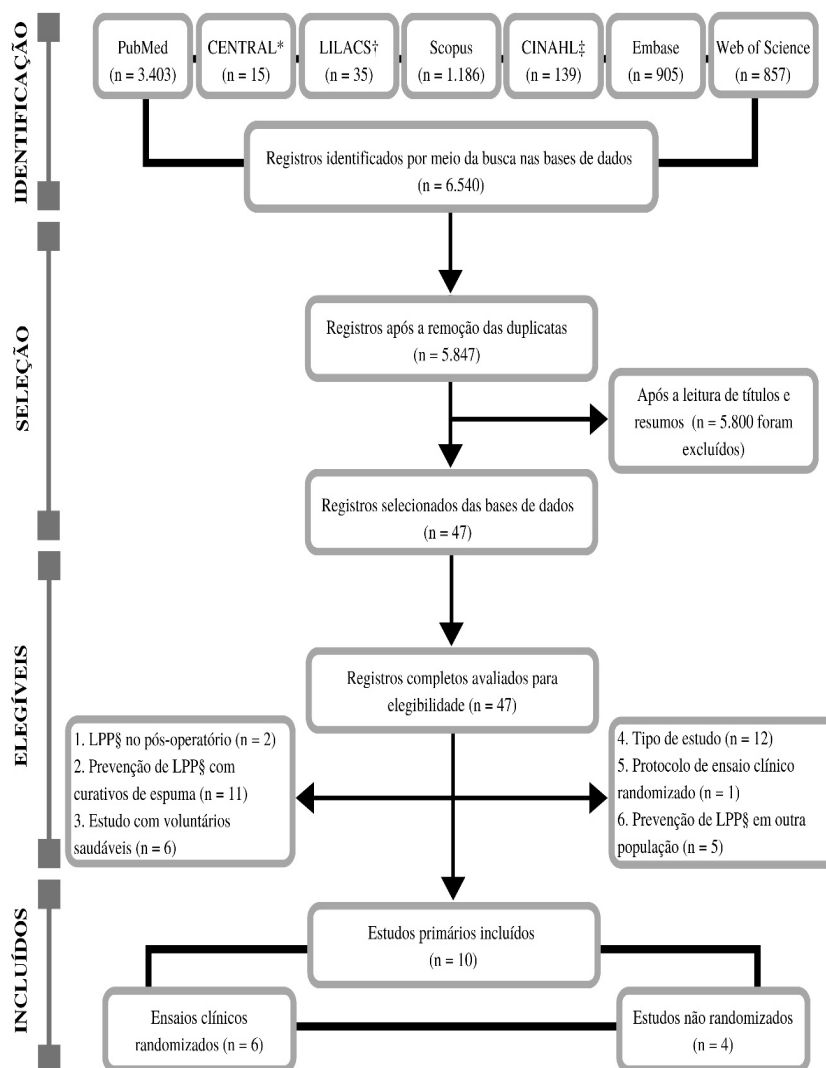 IDENTIFICAÇÃO
PubMed
(n = 3.403)
CENTRAL*
(n = 15)
LILACS†
(n = 35)
Scopus
(n = 1.186)
CINAHL‡
(n = 139)
Embase
(n = 905)
Web of Science
(n = 857)
Registros identificados por meio da busca nas bases de dados
(n = 6.540)
SELEÇÃO
Registros após a remoção das duplicatas
(n = 5.847)
Após a leitura de títulos e
resumos (n = 5.800 foram
excluídos)
Registros selecionados das bases de dados
(n = 47)
ELEGÍVEIS
Registros completos avaliados para
elegibilidade (n = 47)
1. LPP§ no pós-operatório (n = 2)
2. Prevenção de LPP§ com
curativos de espuma (n = 11)
3. Estudo com voluntários
saudáveis (n = 6)
4. Tipo de estudo (n = 12)
5. Protocolo de ensaio clínico
randomizado (n = 1)
6. Prevenção de LPP§ em outra
população (n = 5)
INCLUÍDOS
Estudos primários incluídos
(n = 10)
Ensaios clínicos
randomizados (n = 6)
Estudos não randomizados
(n = 4)